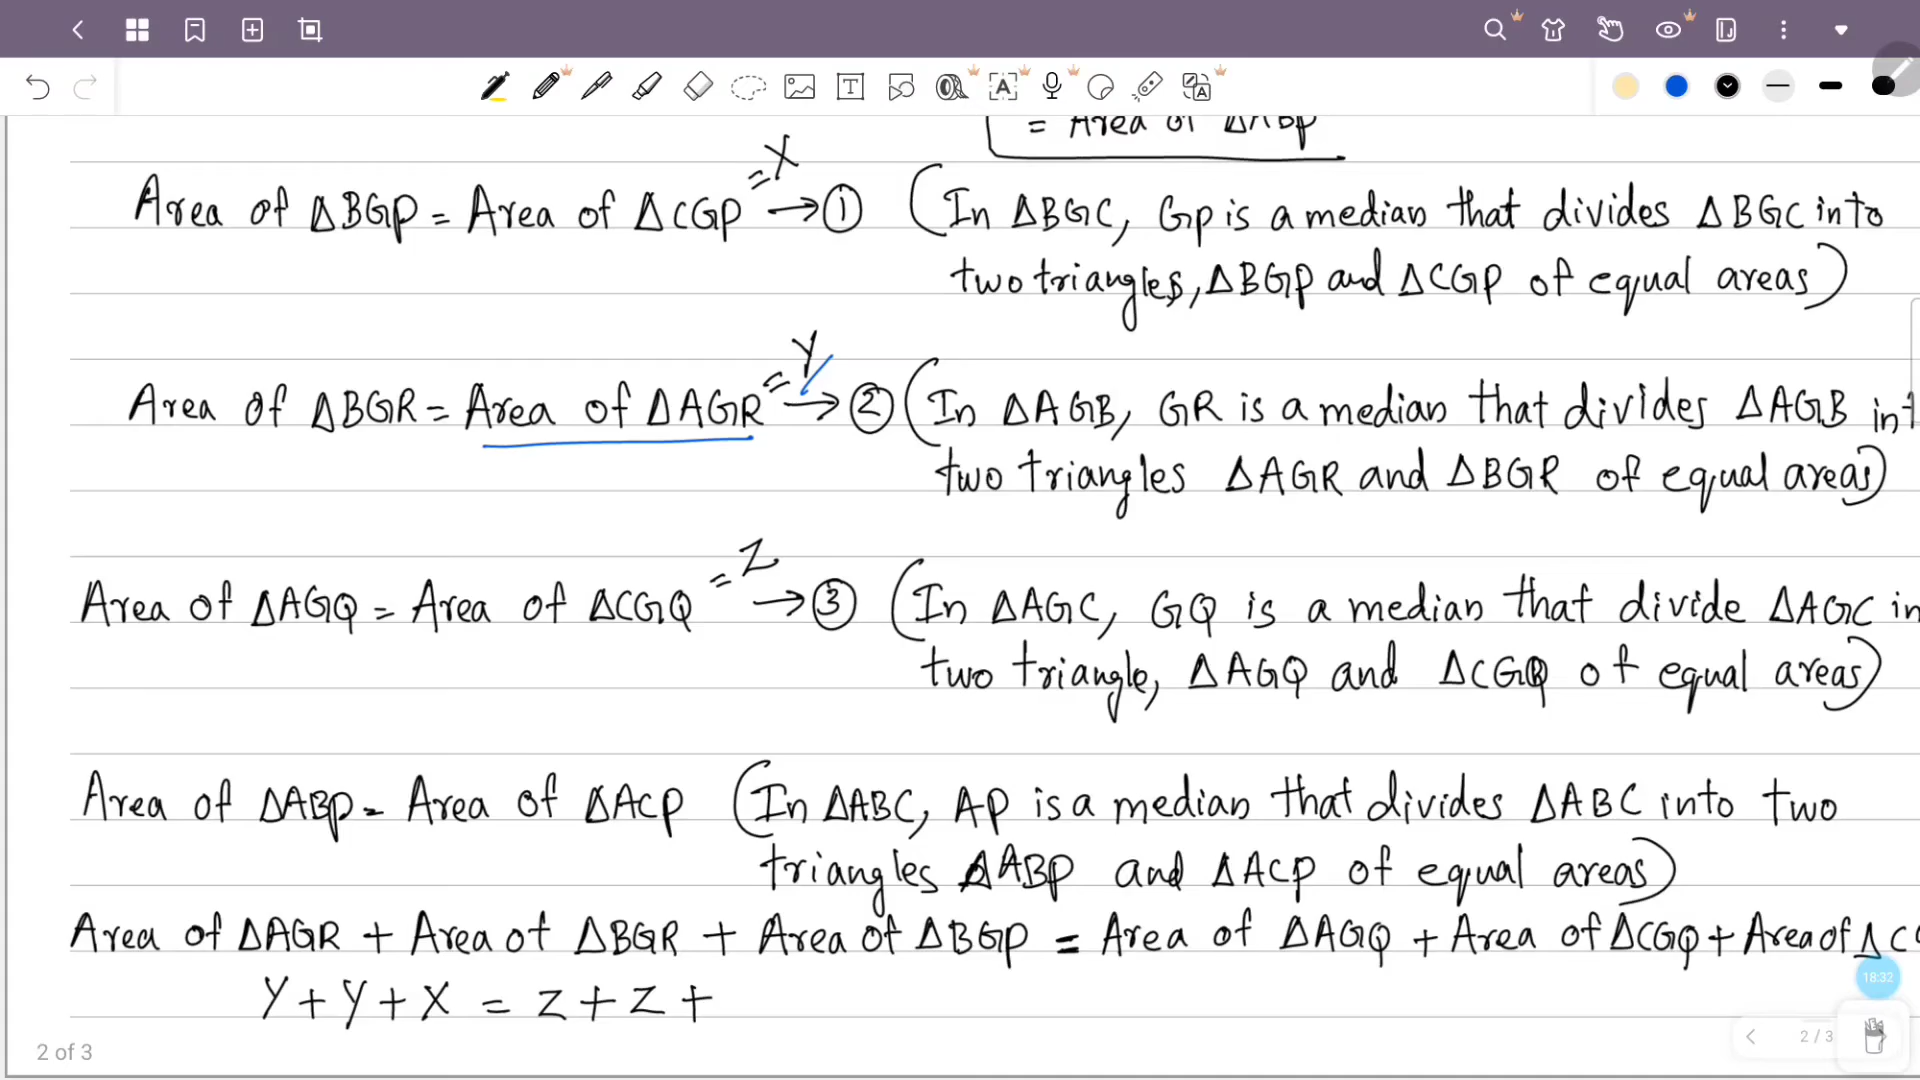 = Area of ΔABP
Area of ΔBGP = Area of ΔCGP = X → ① (In ΔBGC, GP is a median that divides ΔBGC into
two triangles, ΔBGP and ΔCGP of equal areas)
Area of ΔBGR = Area of ΔAGR = Y → ② (In ΔAGB, GR is a median that divides ΔAGB int
two triangles ΔAGR and ΔBGR of equal areas)
Area of ΔAGQ = Area of ΔCGQ = Z → ③ (In ΔAGC, GQ is a median that divide ΔAGC in
two triangle, ΔAGQ and ΔCGQ of equal areas)
Area of ΔABP = Area of ΔACP (In ΔABC, AP is a median that divides ΔABC into two
triangles ΔABP and ΔACP of equal areas)
Area of ΔAGR + Area of ΔBGR + Area of ΔBGP = Area of ΔAGQ + Area of ΔCGQ + Area of ΔC
Y + Y + X = Z + Z +
18:32
2 of 3
2 / 3